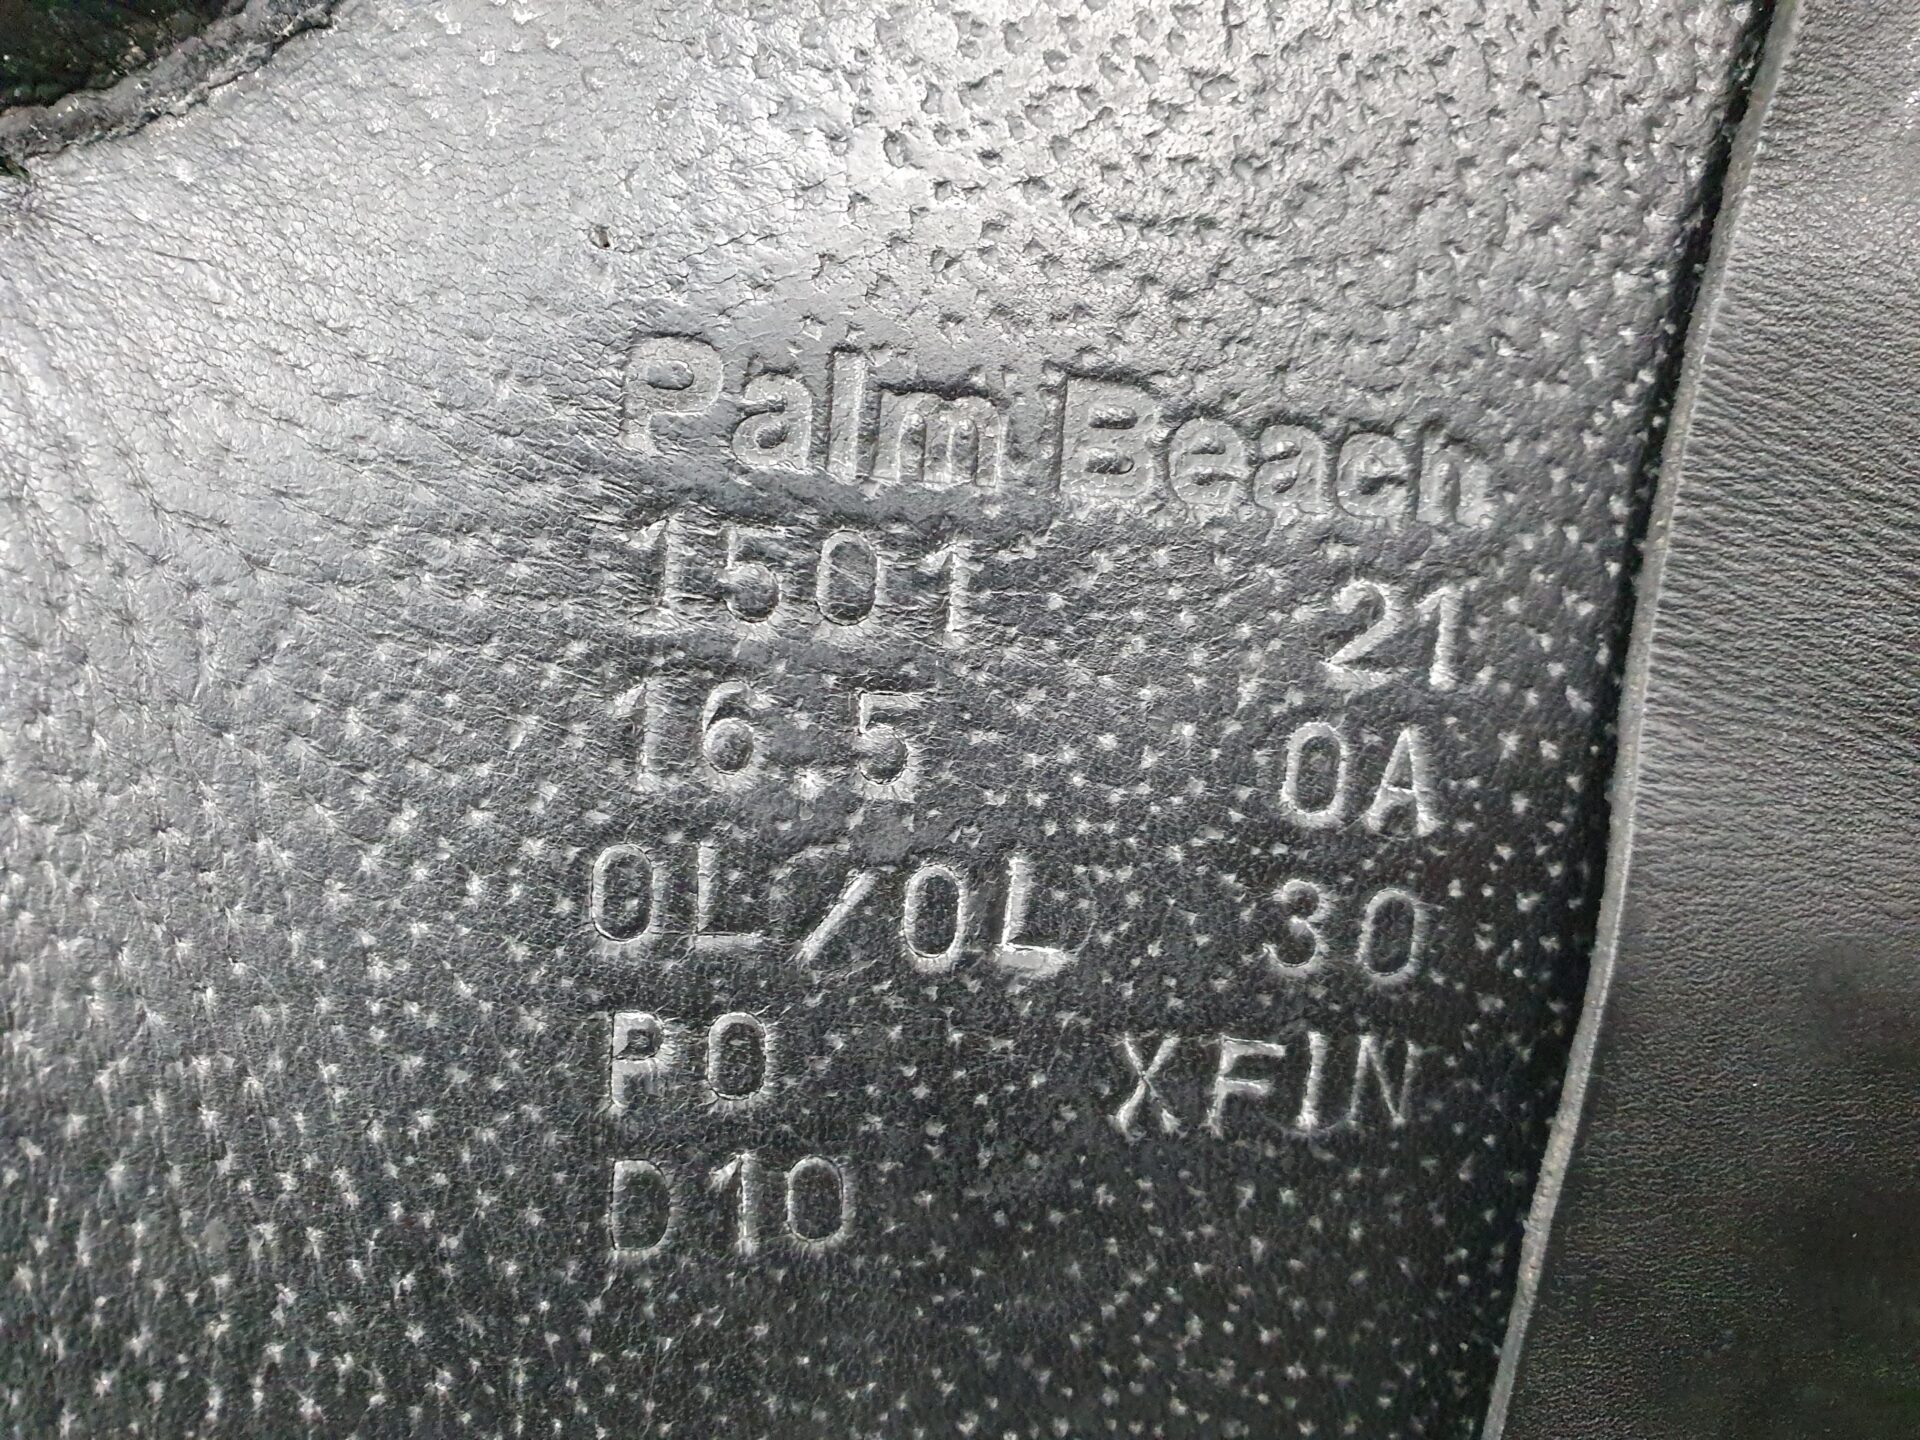 Palm Beach
1501 21
16.5 0A
0L/0L 30
P0 XFIN
D10